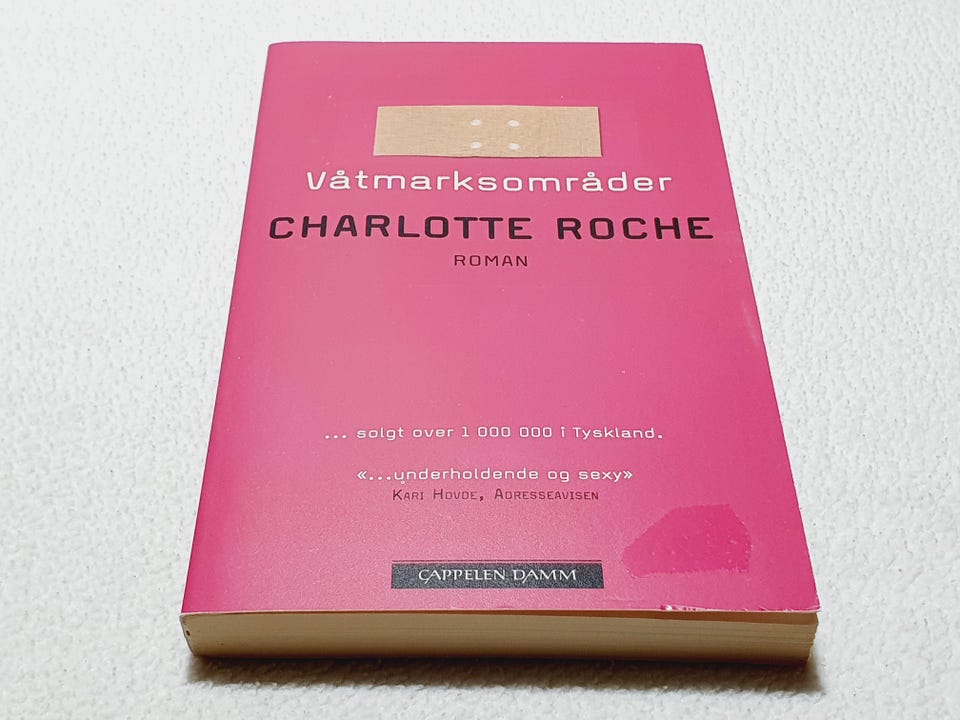 Våtmarksområder
CHARLOTTE ROCHE
ROMAN
... solgt over 1 000 000 i Tyskland.
«...underholdende og sexy»
KARI HOVDE, ADRESSEAVISEN
CAPPELEN DAMM